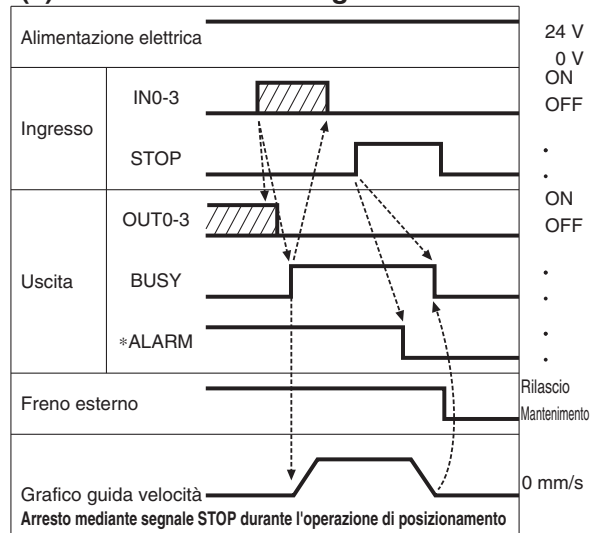 Alimentazione elettrica
24 V
0 V
Ingresso
IN0-3
ON
OFF
STOP
Uscita
OUT0-3
ON
OFF
BUSY
*ALARM
Freno esterno
Rilascio
Mantenimento
Grafico guida velocità
0 mm/s
Arresto mediante segnale STOP durante l'operazione di posizionamento